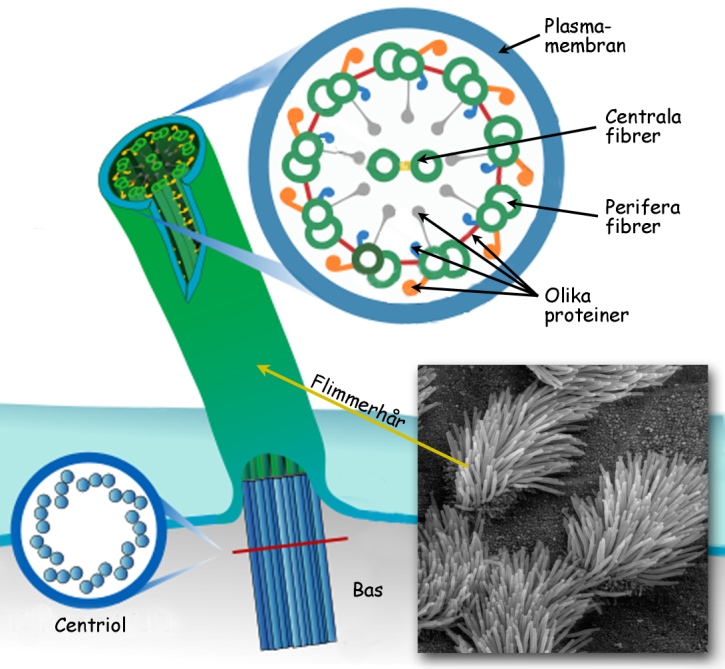 Plasma-
membran
Centrala
fibrer
Perifera
fibrer
Olika
proteiner
Flimmerhår
Bas
Centriol